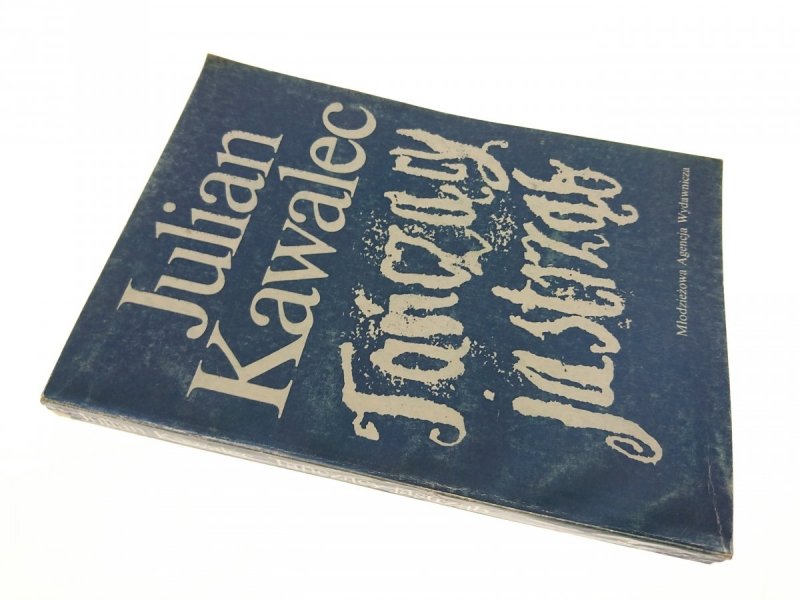 Julian
Kawalec
Tańczący
jastrząb
Młodzieżowa Agencja Wydawnicza